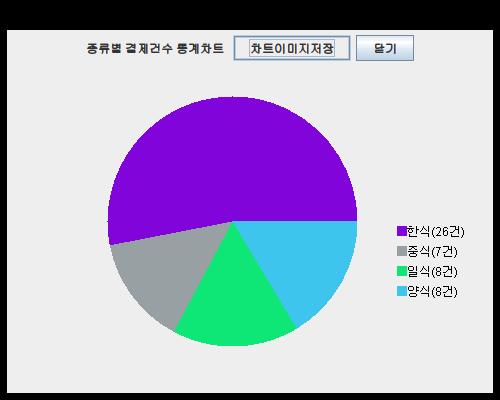 종류별 결제건수 통계차트 차트이미지저장 닫기
한식(26건)
중식(7건)
일식(8건)
양식(8건)